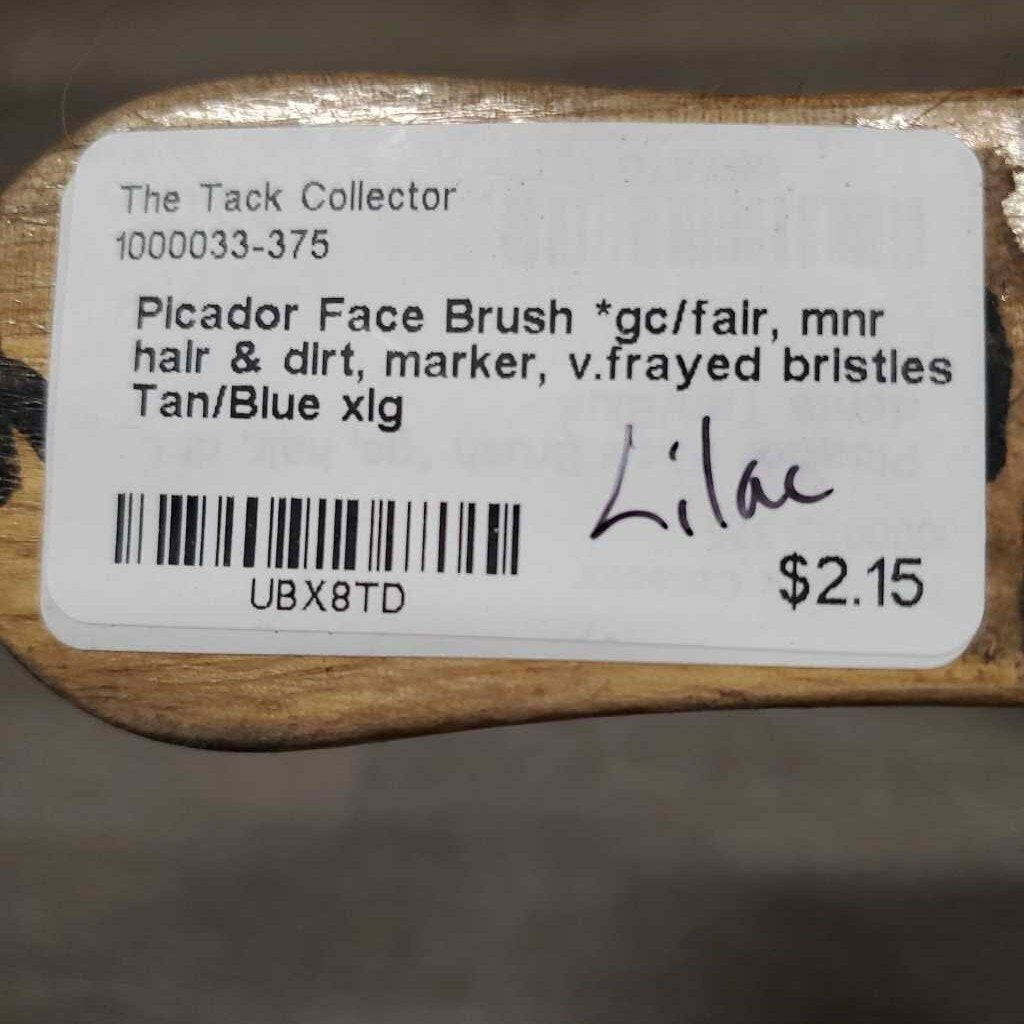 The Tack Collector
1000033-375
Picador Face Brush *gc/fair, mnr
hair & dirt, marker, v.frayed bristles
Tan/Blue xlg
Lilac
UBX8TD
$2.15